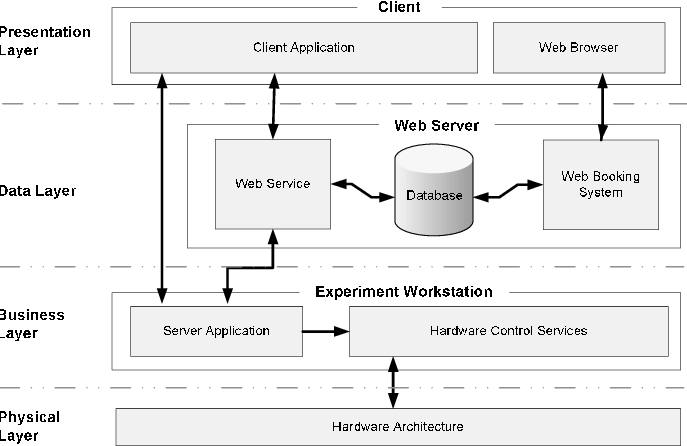 Client
Presentation
Layer
Client Application
Web Browser
Web Server
Data Layer
Web Service
Database
Web Booking
System
Experiment Workstation
Business
Layer
Server Application
Hardware Control Services
Physical
Layer
Hardware Architecture